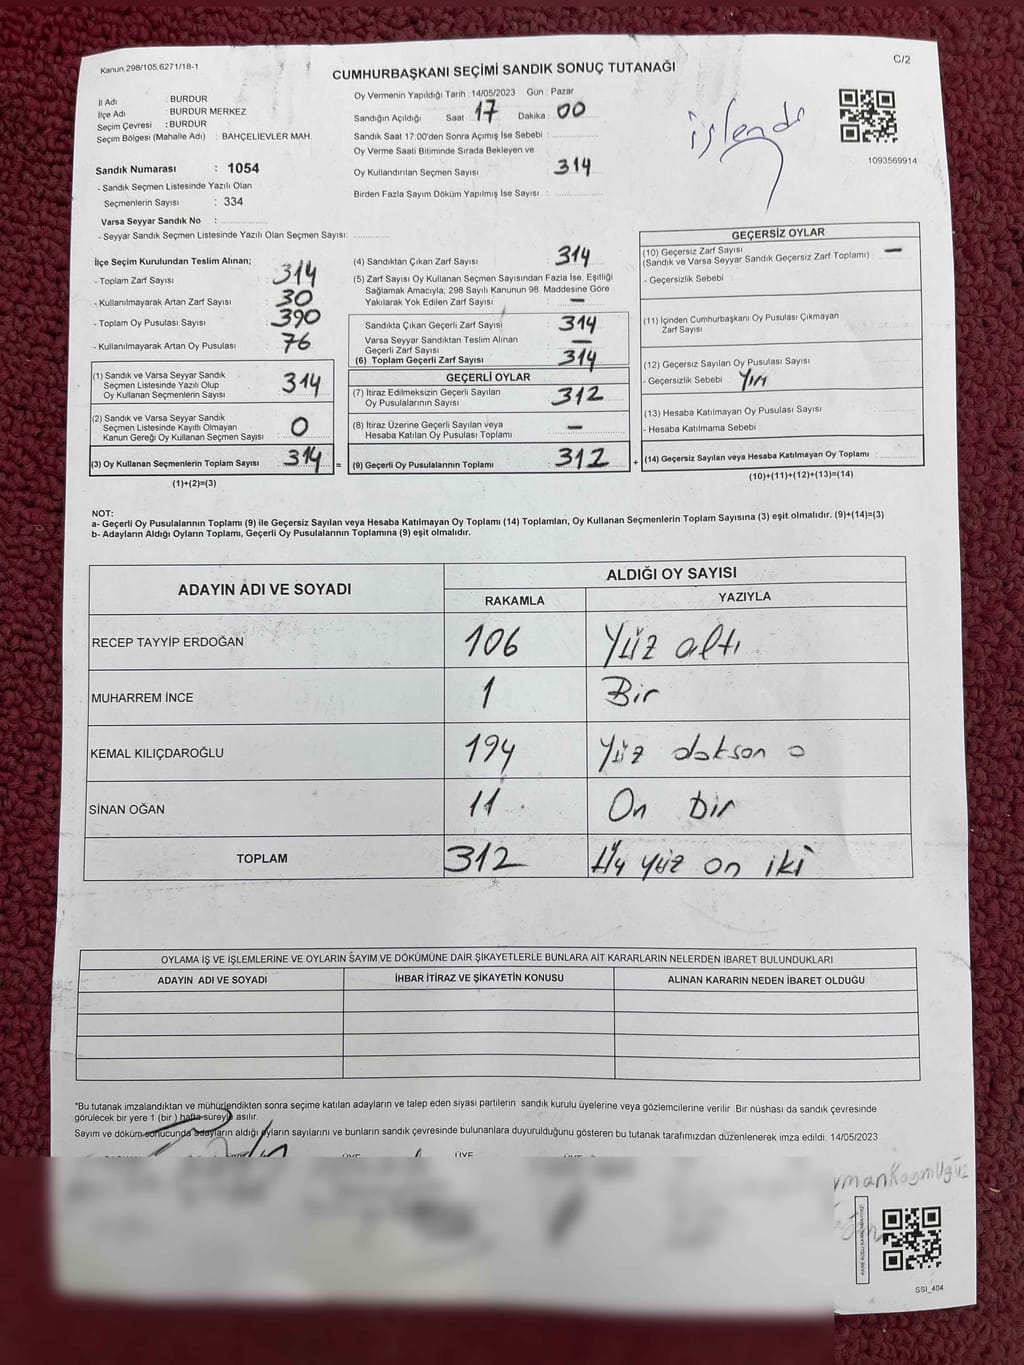 Kanun.298/105,6271/18-1
CUMHURBAŞKANI SEÇİMİ SANDIK SONUÇ TUTANAĞI
C/2
İl Adı : BURDUR
İlçe Adı : BURDUR MERKEZ
Seçim Çevresi : BURDUR
Seçim Bölgesi (Mahalle Adı) : BAHÇELİEVLER MAH.
Sandık Numarası : 1054
- Sandık Seçmen Listesinde Yazılı Olan
Seçmenlerin Sayısı : 334
Varsa Seyyar Sandık No :
- Seyyar Sandık Seçmen Listesinde Yazılı Olan Seçmen Sayısı:
Oy Vermenin Yapıldığı Tarih : 14/05/2023 Gün : Pazar
Sandığın Açıldığı Saat : 17 Dakika : 00
Sandık Saat 17:00'den Sonra Açımış İse Sebebi :
Oy Verme Saati Bitiminde Sırada Bekleyen ve
Oy Kullandırılan Seçmen Sayısı : 314
Birden Fazla Sayım Döküm Yapılmış İse Sayısı :
işlendi
1093569914
İlçe Seçim Kurulundan Teslim Alınan;
- Toplam Zarf Sayısı : 314
- Kullanılmayarak Artan Zarf Sayısı : 30
- Toplam Oy Pusulası Sayısı : 390
- Kullanılmayarak Artan Oy Pusulası : 76
(1) Sandık ve Varsa Seyyar Sandık
Seçmen Listesinde Yazılı Olup
Oy Kullanan Seçmenlerin Sayısı : 314
(2) Sandık ve Varsa Seyyar Sandık
Seçmen Listesinde Kayıtlı Olmayan
Kanun Gereği Oy Kullanan Seçmen Sayısı : 0
(3) Oy Kullanan Seçmenlerin Toplam Sayısı : 314 =
(1)+(2)=(3)
(4) Sandıktan Çıkan Zarf Sayısı : 314
(5) Zarf Sayısı Oy Kullanan Seçmen Sayısından Fazla İse, Eşitliği
Sağlamak Amacıyla, 298 Sayılı Kanunun 98. Maddesine Göre
Yakılarak Yok Edilen Zarf Sayısı : –
Sandıkta Çıkan Geçerli Zarf Sayısı : 314
Varsa Seyyar Sandıktan Teslim Alınan
Geçerli Zarf Sayısı : –
(6) Toplam Geçerli Zarf Sayısı : 314
GEÇERLİ OYLAR
(7) İtiraz Edilmeksizin Geçerli Sayılan
Oy Pusulalarının Sayısı : 312
(8) İtiraz Üzerine Geçerli Sayılan veya
Hesaba Katılan Oy Pusulası Toplamı : –
(9) Geçerli Oy Pusulalarının Toplamı : 312 +
GEÇERSİZ OYLAR
(10) Geçersiz Zarf Sayısı –
(Sandık ve Varsa Seyyar Sandık Geçersiz Zarf Toplamı) :
- Geçersizlik Sebebi :
(11) İçinden Cumhurbaşkanı Oy Pusulası Çıkmayan
Zarf Sayısı :
(12) Geçersiz Sayılan Oy Pusulası Sayısı :
- Geçersizlik Sebebi :
(13) Hesaba Katılmayan Oy Pusulası Sayısı :
- Hesaba Katılmama Sebebi :
(14) Geçersiz Sayılan veya Hesaba Katılmayan Oy Toplamı :
(10)+(11)+(12)+(13)=(14)
NOT:
a- Geçerli Oy Pusulalarının Toplamı (9) ile Geçersiz Sayılan veya Hesaba Katılmayan Oy Toplamı (14) Toplamları, Oy Kullanan Seçmenlerin Toplam Sayısına (3) eşit olmalıdır. (9)+(14)=(3)
b- Adayların Aldığı Oyların Toplamı, Geçerli Oy Pusulalarının Toplamına (9) eşit olmalıdır.
ADAYIN ADI VE SOYADI
ALDIĞI OY SAYISI
RAKAMLA YAZIYLA
RECEP TAYYİP ERDOĞAN 106 Yüz altı
MUHARREM İNCE 1 Bir
KEMAL KILIÇDAROĞLU 194 Yüz doksan
SİNAN OĞAN 11 On bir
TOPLAM 312 yüz on iki
OYLAMA İŞ VE İŞLEMLERİNE VE OYLARIN SAYIM VE DÖKÜMÜNE DAİR ŞİKAYETLERLE BUNLARA AİT KARARLARIN NELERDEN İBARET BULUNDUKLARI
ADAYIN ADI VE SOYADI İHBAR İTİRAZ VE ŞİKAYETİN KONUSU ALINAN KARARIN NEDEN İBARET OLDUĞU
*Bu tutanak imzalandıktan ve mühürlendikten sonra seçime katılan adayların ve talep eden siyasi partilerin sandık kurulu üyelerine veya gözlemcilerine verilir. Bir nüshası da sandık çevresinde
görülecek bir yere 1 (bir ) hafta süreyle asılır.
Sayım ve döküm sonucunda adayların aldığı oyların sayılarını ve bunların sandık çevresinde bulunanlara duyurulduğunu gösteren bu tutanak tarafımızdan düzenlenerek imza edildi. 14/05/2023
ÜYE ÜYE ÜYE
SSİ_404